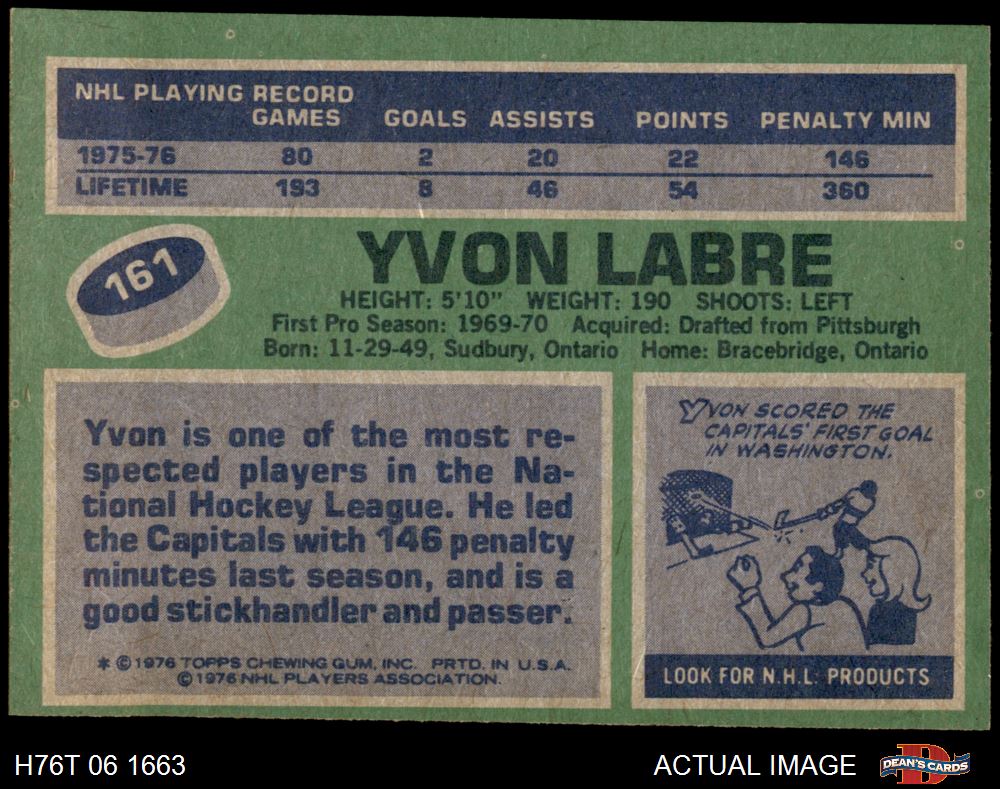 NHL PLAYING RECORD
GAMES GOALS ASSISTS POINTS PENALTY MIN
1975-76 80 2 20 22 146
LIFETIME 193 8 46 54 360
161
YVON LABRE
HEIGHT: 5'10" WEIGHT: 190 SHOOTS: LEFT
First Pro Season: 1969-70 Acquired: Drafted from Pittsburgh
Born: 11-29-49, Sudbury, Ontario Home: Bracebridge, Ontario
Yvon is one of the most re-
spected players in the Na-
tional Hockey League. He led
the Capitals with 146 penalty
minutes last season, and is a
good stickhandler and passer.
* © 1976 TOPPS CHEWING GUM, INC. PRTD. IN U.S.A.
© 1976 NHL PLAYERS ASSOCIATION.
YVON SCORED THE
CAPITALS' FIRST GOAL
IN WASHINGTON.
LOOK FOR N.H.L. PRODUCTS
H76T 06 1663 ACTUAL IMAGE
D
DEAN'S CARDS